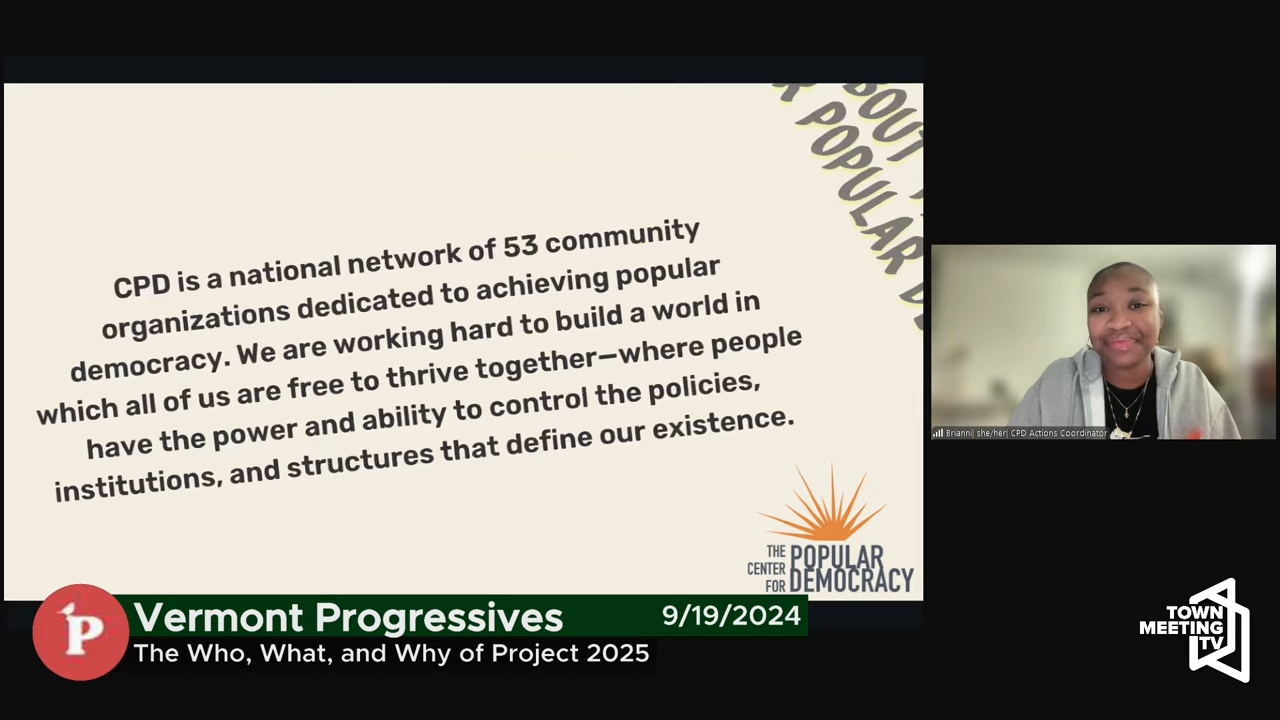 BOUT
R POPULAR D
CPD is a national network of 53 community
organizations dedicated to achieving popular
democracy. We are working hard to build a world in
which all of us are free to thrive together—where people
have the power and ability to control the policies,
institutions, and structures that define our existence.
THE CENTER FOR POPULAR DEMOCRACY
Brianni| she/her| CPD Actions Coordinator
P
Vermont Progressives
9/19/2024
The Who, What, and Why of Project 2025
TOWN
MEETING
TV